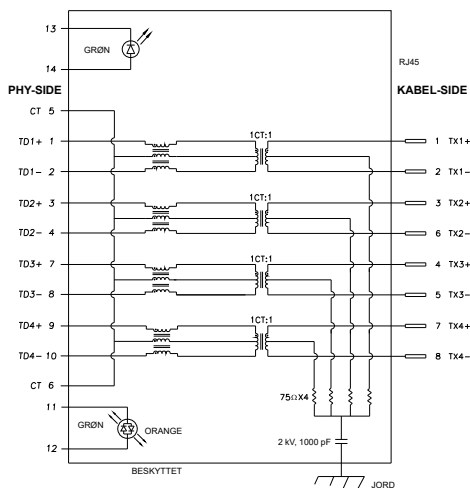 13
GRØN
14
RJ45
PHY-SIDE
KABEL-SIDE
CT 5
1CT:1
TD1+ 1
1 TX1+
TD1- 2
2 TX1-
1CT:1
TD2+ 3
3 TX2+
TD2- 4
6 TX2-
1CT:1
TD3+ 7
4 TX3+
TD3- 8
5 TX3-
1CT:1
TD4+ 9
7 TX4+
TD4- 10
8 TX4-
CT 6
75ΩX4
11
GRØN
ORANGE
12
2 kV, 1000 pF
BESKYTTET
JORD